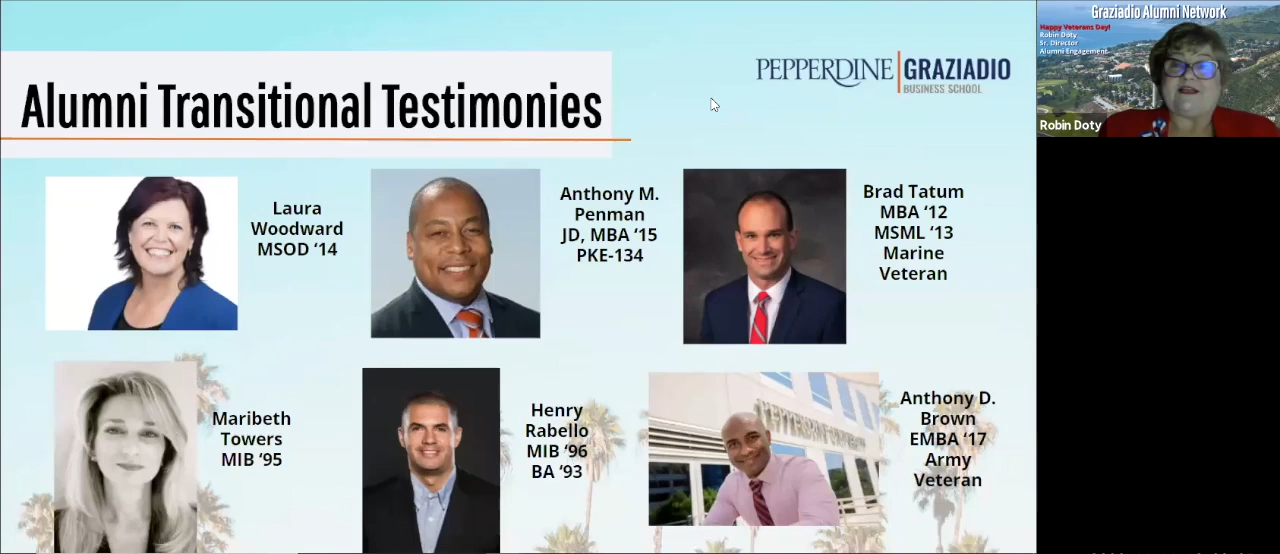 Alumni Transitional Testimonies
PEPPERDINE | GRAZIADIO
BUSINESS SCHOOL
Graziadio Alumni Network
Happy Veterans Day!
Robin Doty
Sr. Director
Alumni Engagement
Robin Doty
Laura
Woodward
MSOD ‘14
Anthony M.
Penman
JD, MBA ‘15
PKE-134
Brad Tatum
MBA ‘12
MSML ‘13
Marine
Veteran
Maribeth
Towers
MIB ‘95
Henry
Rabello
MIB ‘96
BA ‘93
PEPPERDINE UNIVERSITY
Anthony D.
Brown
EMBA ‘17
Army
Veteran